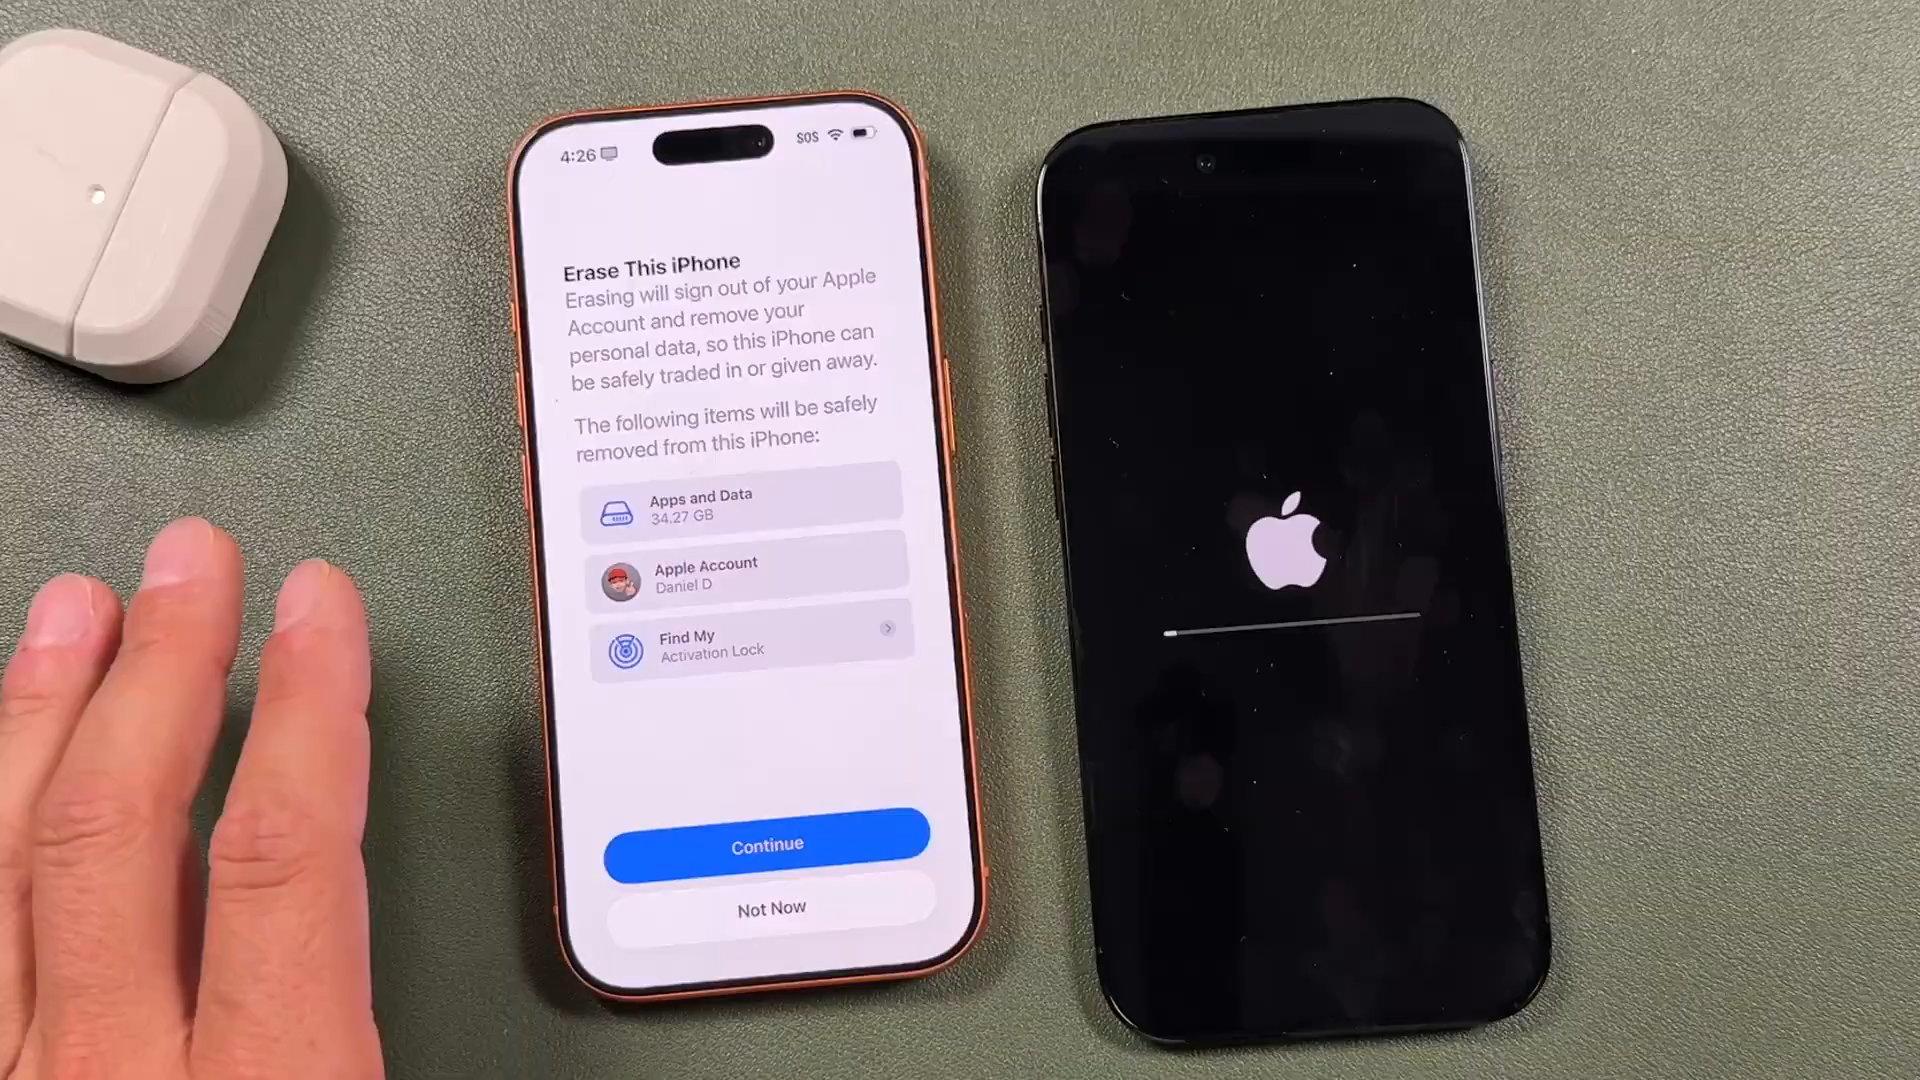 4:26
SOS
Erase This iPhone
Erasing will sign out of your Apple
Account and remove your
personal data, so this iPhone can
be safely traded in or given away.
The following items will be safely
removed from this iPhone:
Apps and Data
34.27 GB
Apple Account
Daniel D
Find My
Activation Lock
Continue
Not Now